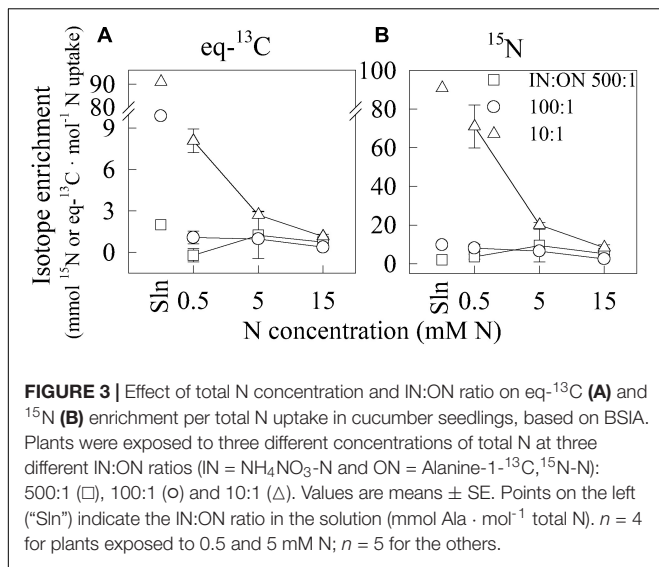 A
eq-¹³C
B
¹⁵N
Isotope enrichment
(mmol ¹⁵N or eq-¹³C · mol⁻¹ N uptake)
90
80
9
6
3
0
100
80
60
40
20
0
IN:ON 500:1
100:1
10:1
Sln 0.5 5 15
Sln 0.5 5 15
N concentration (mM N)
FIGURE 3 | Effect of total N concentration and IN:ON ratio on eq-¹³C (A) and
¹⁵N (B) enrichment per total N uptake in cucumber seedlings, based on BSIA.
Plants were exposed to three different concentrations of total N at three
different IN:ON ratios (IN = NH₄NO₃-N and ON = Alanine-1-¹³C,¹⁵N-N):
500:1 (□), 100:1 (o) and 10:1 (△). Values are means ± SE. Points on the left
(“Sln”) indicate the IN:ON ratio in the solution (mmol Ala · mol⁻¹ total N). n = 4
for plants exposed to 0.5 and 5 mM N; n = 5 for the others.